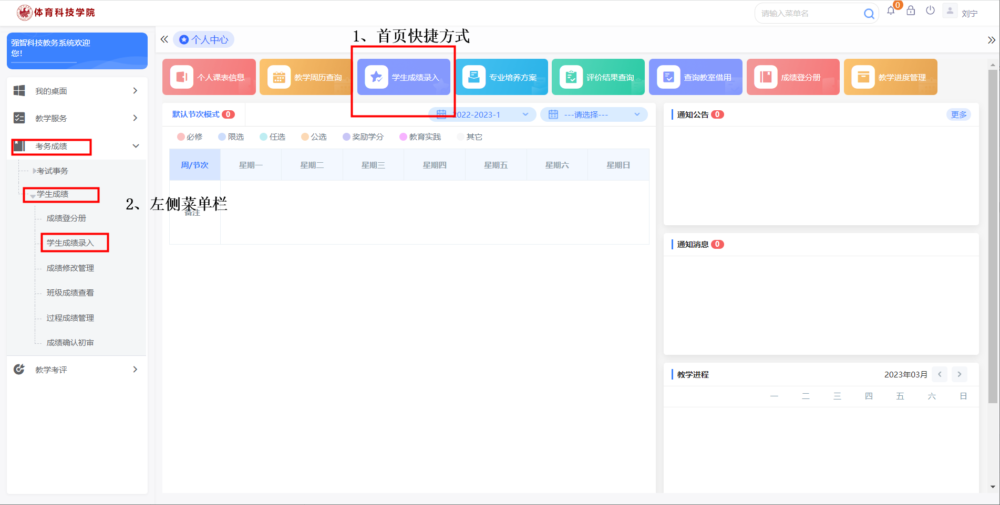 体育科技学院
请输入菜单名
0
刘宁
强智科技教务系统欢迎
您!
个人中心
1、首页快捷方式
我的桌面
教学服务
考务成绩
考试事务
学生成绩
成绩登分册
学生成绩录入
成绩修改管理
班级成绩查看
过程成绩管理
成绩确认初审
教学考评
2、左侧菜单栏
个人课表信息
教学周历查询
学生成绩录入
专业培养方案
评价结果查询
查询教室借用
成绩登分册
教学进度管理
默认节次模式 0
2022-2023-1
---请选择---
必修 限选 任选 公选 奖励学分 教育实践 其它
周/节次 星期一 星期二 星期三 星期四 星期五 星期六 星期日
备注
通知公告 0 更多
通知消息 0
教学进程 2023年03月
一 二 三 四 五 六 日